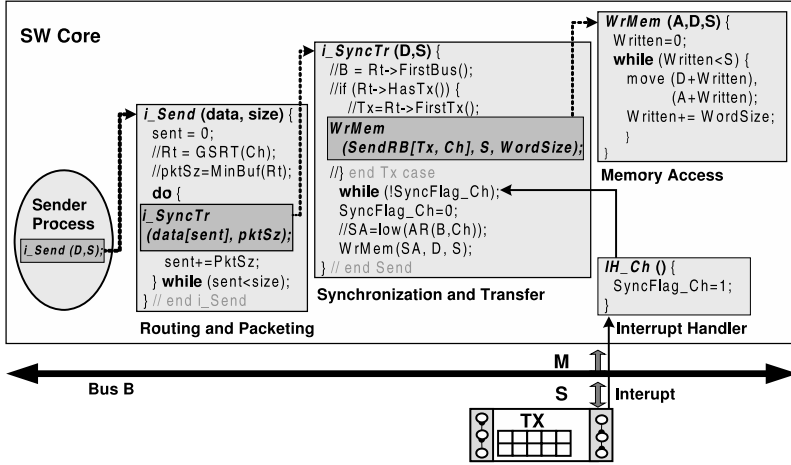 SW Core
Sender
Process
i_Send (D,S);
i_Send (data, size) {
sent = 0;
//Rt = GSRT(Ch);
//pktSz=MinBuf(Rt);
do {
i_SyncTr
(data[sent], pktSz);
sent+=PktSz;
} while (sent<size);
} // end i_Send
Routing and Packeting
i_SyncTr (D,S) {
//B = Rt->FirstBus();
//if (Rt->HasTx()) {
//Tx=Rt->FirstTx();
WrMem
(SendRB[Tx, Ch], S, WordSize);
//} end Tx case
while (!SyncFlag_Ch);
SyncFlag_Ch=0;
//SA=low(AR(B,Ch));
WrMem(SA, D, S);
} // end Send
Synchronization and Transfer
WrMem (A,D,S) {
Written=0;
while (Written<S) {
move (D+Written),
(A+Written);
Written+= WordSize;
}
}
Memory Access
IH_Ch () {
SyncFlag_Ch=1;
}
Interrupt Handler
M
Bus B
S
Interupt
TX